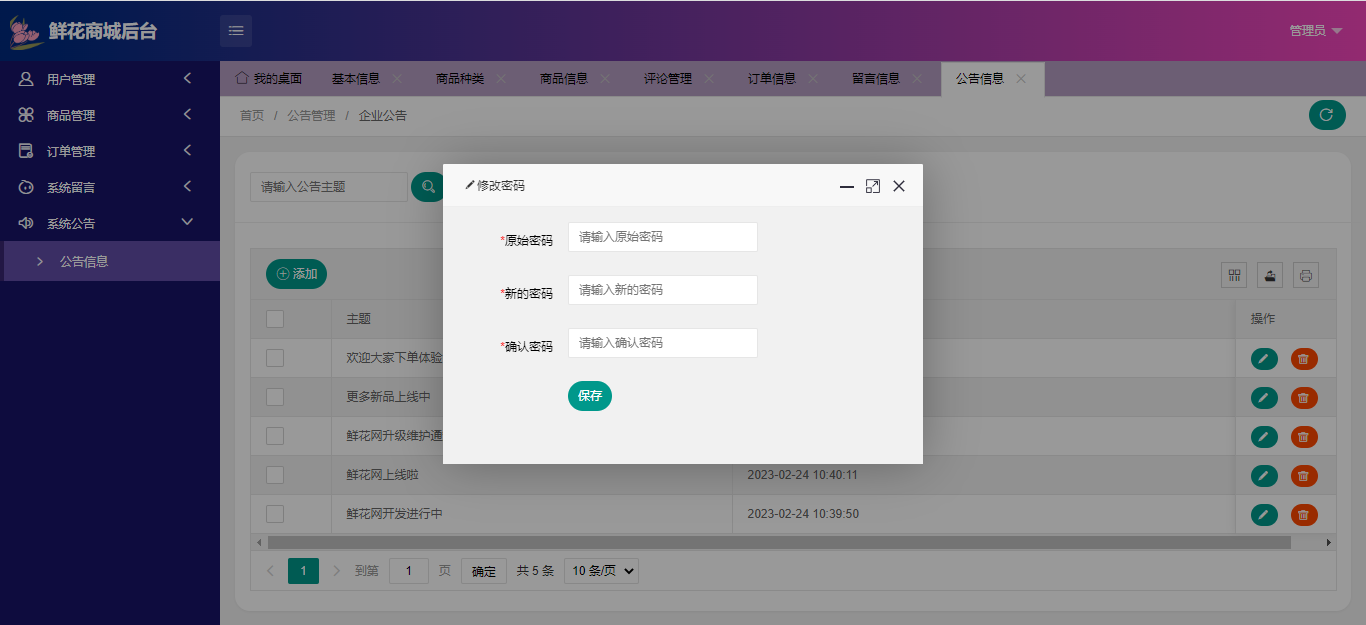 鲜花商城后台
管理员
用户管理
商品管理
订单管理
系统留言
系统公告
公告信息
我的桌面 基本信息 商品种类 商品信息 评论管理 订单信息 留言信息 公告信息
首页 / 公告管理 / 企业公告
请输入公告主题
修改密码
*原始密码 请输入原始密码
*新的密码 请输入新的密码
*确认密码 请输入确认密码
保存
添加
主题 操作
欢迎大家下单体验
更多新品上线中
鲜花网升级维护通
鲜花网上线啦 2023-02-24 10:40:11
鲜花网开发进行中 2023-02-24 10:39:50
1 到第 1 页 确定 共 5 条 10 条/页